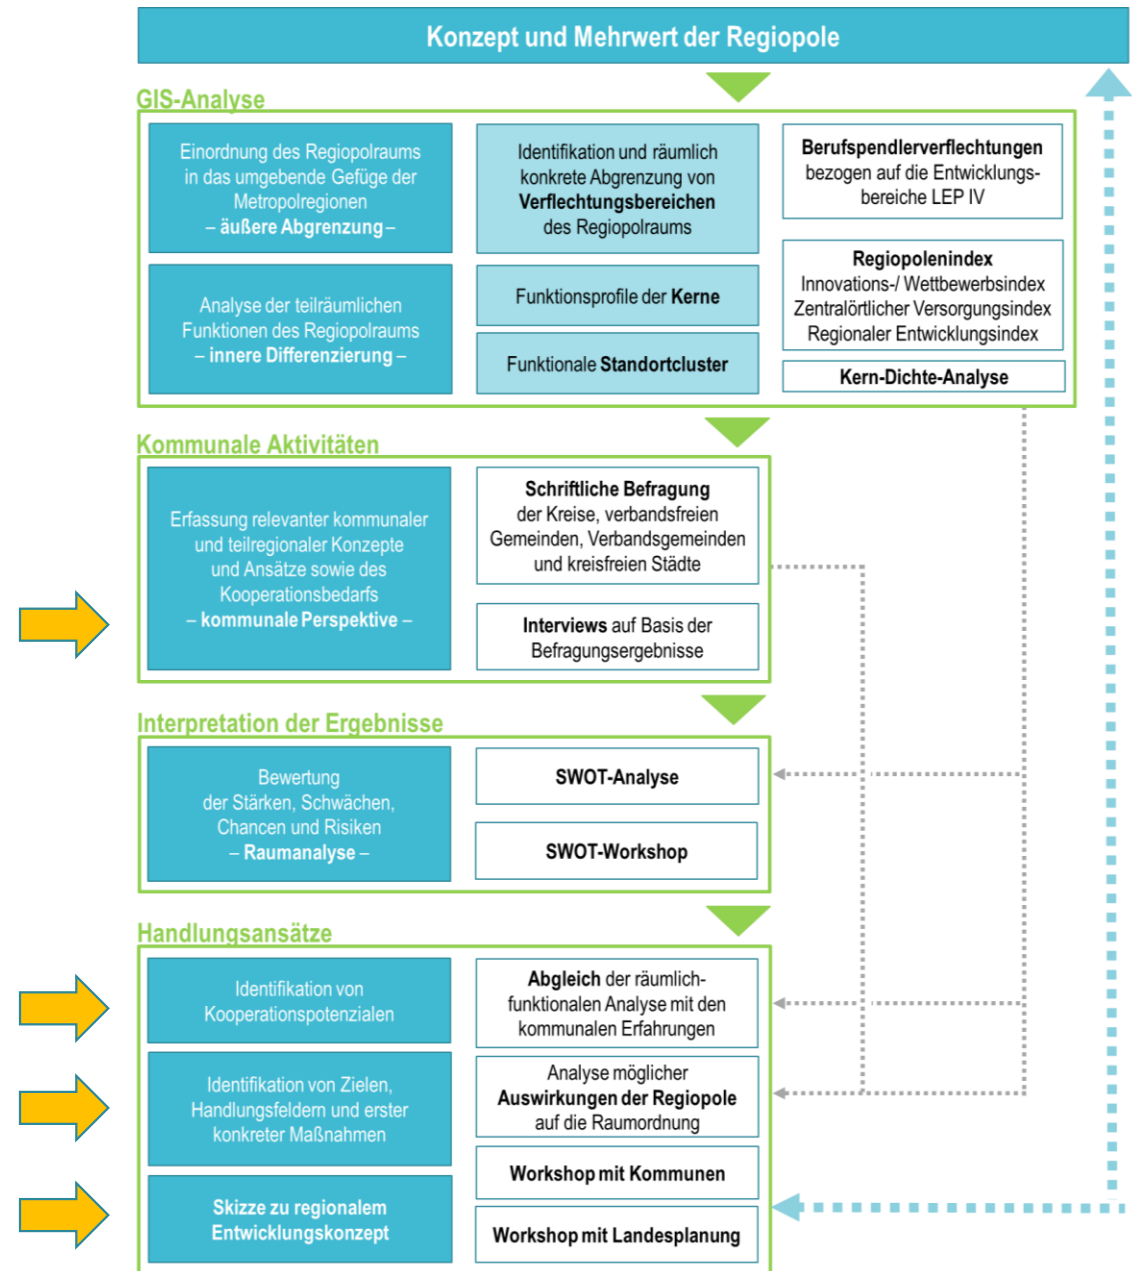 Konzept und Mehrwert der Regiopole
GIS-Analyse
Einordnung des Regiopolraums
in das umgebende Gefüge der
Metropolregionen
– äußere Abgrenzung –
Analyse der teilräumlichen
Funktionen des Regiopolraums
– innere Differenzierung –
Identifikation und räumlich
konkrete Abgrenzung von
Verflechtungsbereichen
des Regiopolraums
Funktionsprofile der Kerne
Funktionale Standortcluster
Berufspendlerverflechtungen
bezogen auf die Entwicklungs-
bereiche LEP IV
Regiopolenindex
Innovations-/ Wettbewerbsindex
Zentralörtlicher Versorgungsindex
Regionaler Entwicklungsindex
Kern-Dichte-Analyse
Kommunale Aktivitäten
Erfassung relevanter kommunaler
und teilregionaler Konzepte
und Ansätze sowie des
Kooperationsbedarfs
– kommunale Perspektive –
Schriftliche Befragung
der Kreise, verbandsfreien
Gemeinden, Verbandsgemeinden
und kreisfreien Städte
Interviews auf Basis der
Befragungsergebnisse
Interpretation der Ergebnisse
Bewertung
der Stärken, Schwächen,
Chancen und Risiken
– Raumanalyse –
SWOT-Analyse
SWOT-Workshop
Handlungsansätze
Identifikation von
Kooperationspotenzialen
Identifikation von Zielen,
Handlungsfeldern und erster
konkreter Maßnahmen
Skizze zu regionalem
Entwicklungskonzept
Abgleich der räumlich-
funktionalen Analyse mit den
kommunalen Erfahrungen
Analyse möglicher
Auswirkungen der Regiopole
auf die Raumordnung
Workshop mit Kommunen
Workshop mit Landesplanung